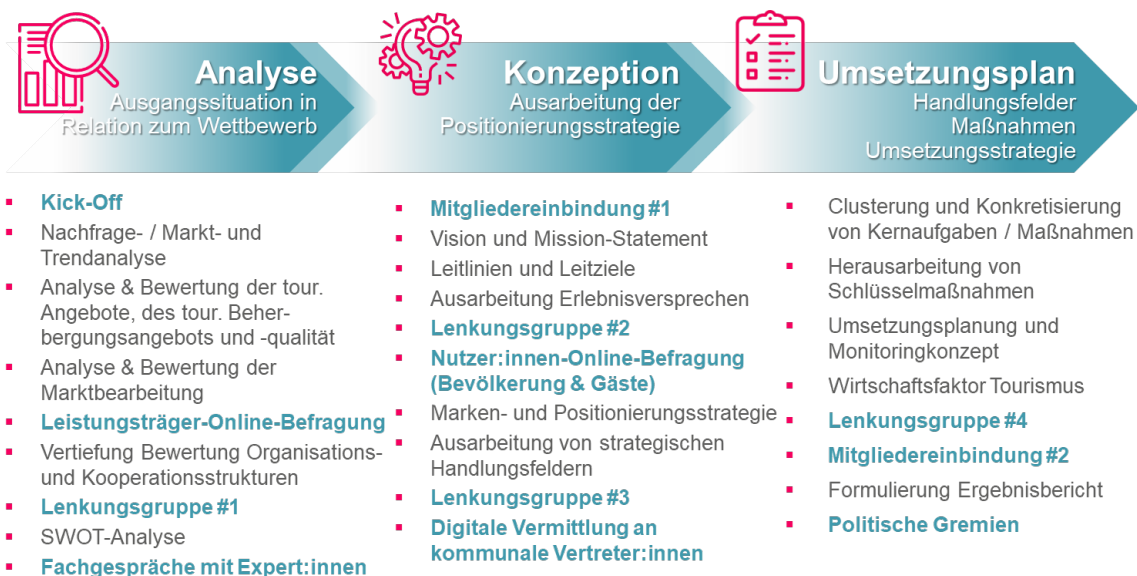 Analyse
Ausgangssituation in
Relation zum Wettbewerb
Kick-Off
Nachfrage- / Markt- und
Trendanalyse
Analyse & Bewertung der tour.
Angebote, des tour. Beher-
bergungsangebots und -qualität
Analyse & Bewertung der
Marktbearbeitung
Leistungsträger-Online-Befragung
Vertiefung Bewertung Organisations-
und Kooperationsstrukturen
Lenkungsgruppe #1
SWOT-Analyse
Fachgespräche mit Expert:innen
Konzeption
Ausarbeitung der
Positionierungsstrategie
Mitgliedereinbindung #1
Vision und Mission-Statement
Leitlinien und Leitziele
Ausarbeitung Erlebnisversprechen
Lenkungsgruppe #2
Nutzer:innen-Online-Befragung
(Bevölkerung & Gäste)
Marken- und Positionierungsstrategie
Ausarbeitung von strategischen
Handlungsfeldern
Lenkungsgruppe #3
Digitale Vermittlung an
kommunale Vertreter:innen
Umsetzungsplan
Handlungsfelder
Maßnahmen
Umsetzungsstrategie
Clusterung und Konkretisierung
von Kernaufgaben / Maßnahmen
Herausarbeitung von
Schlüsselmaßnahmen
Umsetzungsplanung und
Monitoringkonzept
Wirtschaftsfaktor Tourismus
Lenkungsgruppe #4
Mitgliedereinbindung #2
Formulierung Ergebnisbericht
Politische Gremien